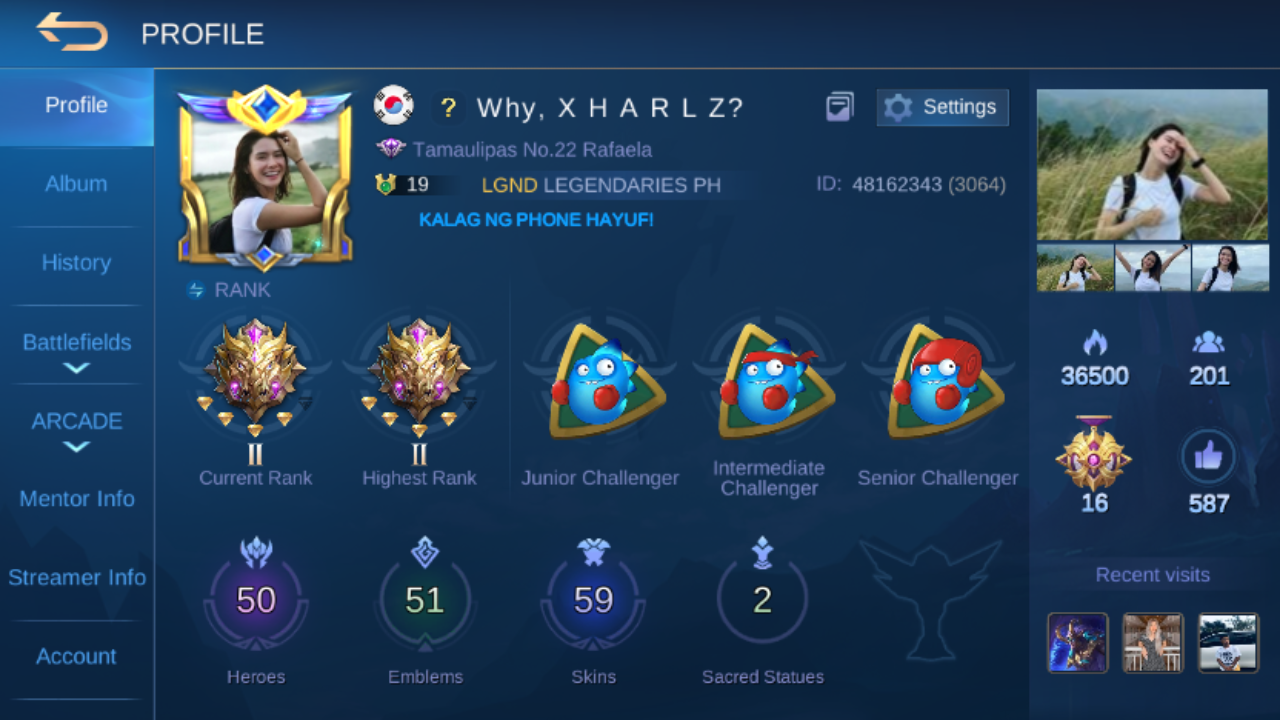 PROFILE
Profile
Album
History
Battlefields
ARCADE
Mentor Info
Streamer Info
Account
? Why, X H A R L Z?
Settings
Tamaulipas No.22 Rafaela
19
LGND LEGENDARIES PH
ID: 48162343 (3064)
KALAG NG PHONE HAYUF!
RANK
II
Current Rank
II
Highest Rank
Junior Challenger
Intermediate
Challenger
Senior Challenger
50
Heroes
51
Emblems
59
Skins
2
Sacred Statues
36500
201
16
587
Recent visits